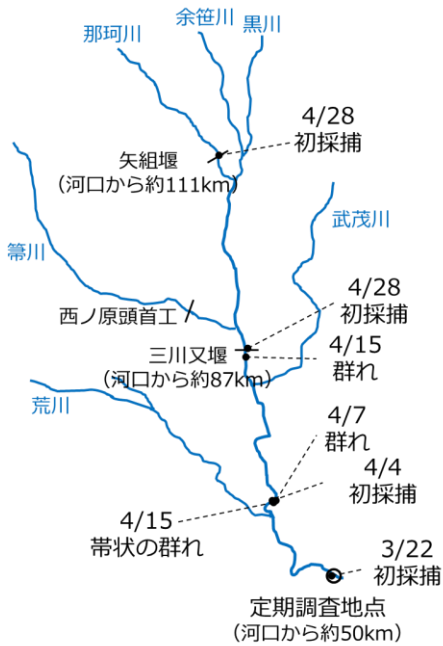 余笹川
黒川
那珂川
4/28
初採捕
矢組堰
(河口から約111km)
武茂川
箒川
4/28
初採捕
西ノ原頭首工
三川又堰
4/15
群れ
(河口から約87km)
荒川
4/7
群れ
4/4
初採捕
4/15
帯状の群れ
3/22
初採捕
定期調査地点
(河口から約50km)